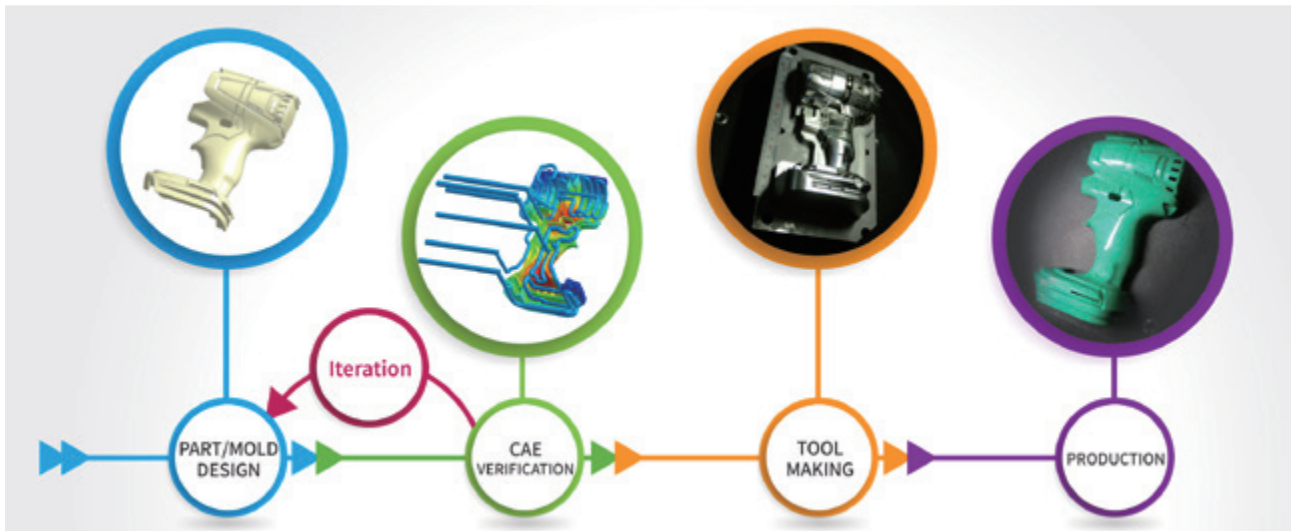 Iteration
PART/MOLD
DESIGN
CAE
VERIFICATION
TOOL
MAKING
PRODUCTION